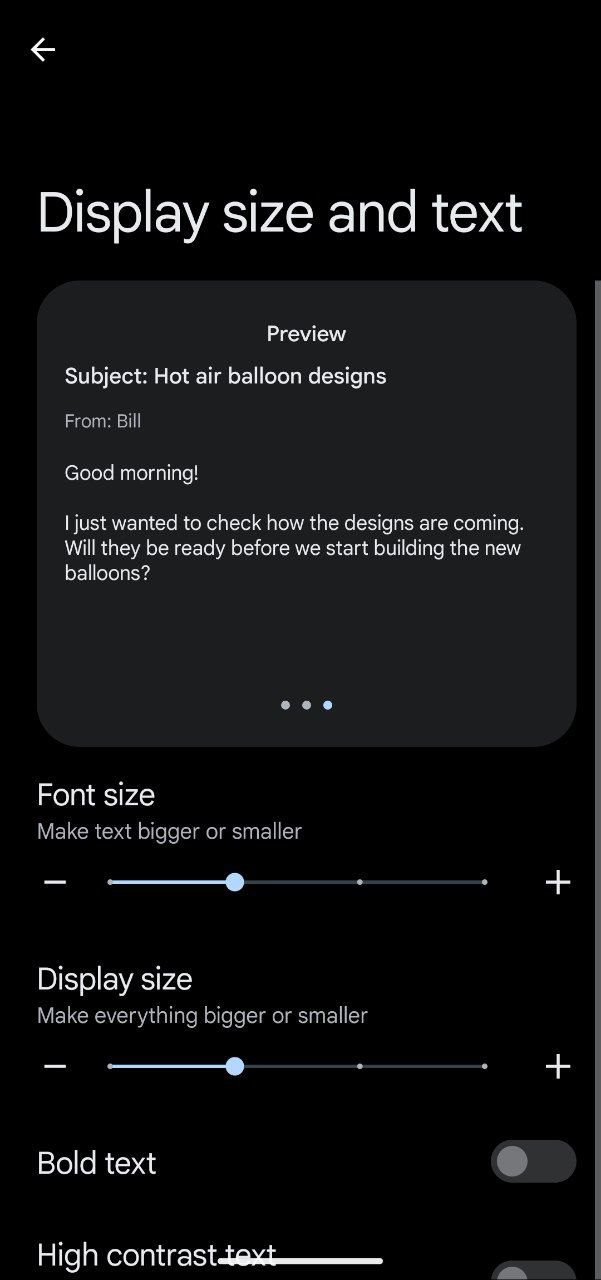 Display size and text
Preview
Subject: Hot air balloon designs
From: Bill
Good morning!
I just wanted to check how the designs are coming.
Will they be ready before we start building the new
balloons?
Font size
Make text bigger or smaller
Display size
Make everything bigger or smaller
Bold text
High contrast text